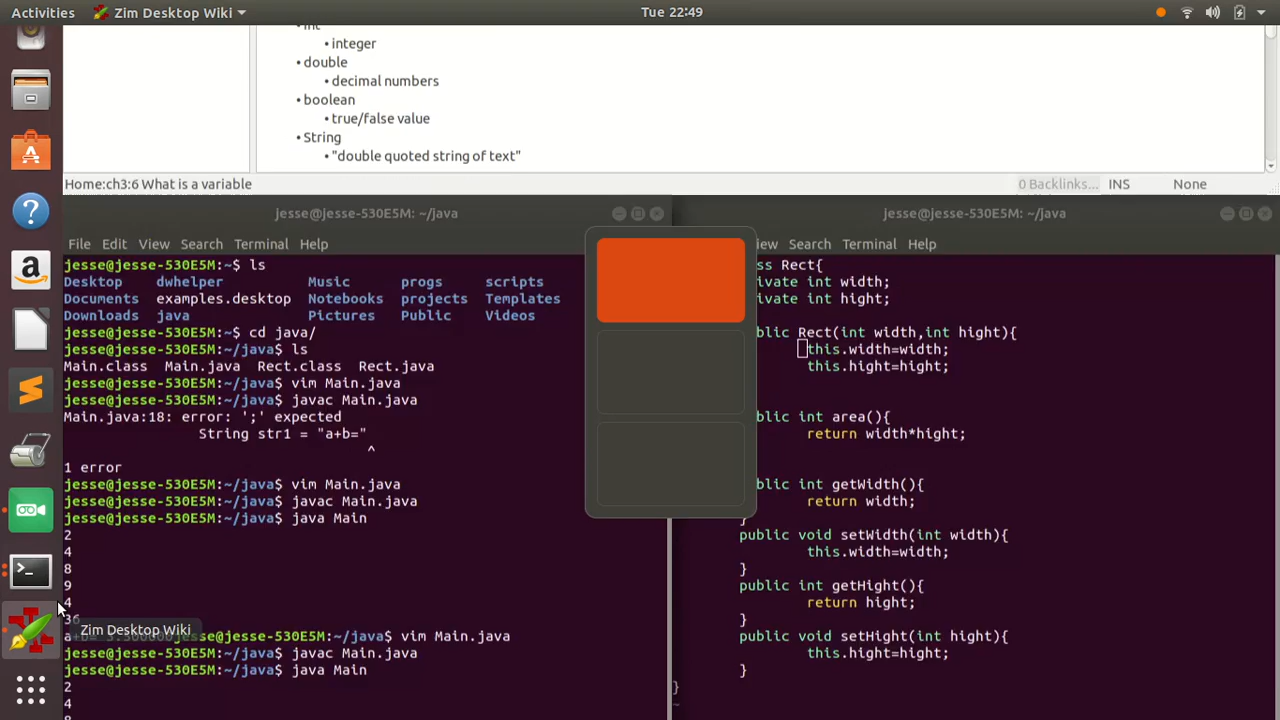 Activities
Zim Desktop Wiki
Tue 22:49
• int
• integer
• double
• decimal numbers
• boolean
• true/false value
• String
• "double quoted string of text"
Home:ch3:6 What is a variable
0 Backlinks...
INS
None
jesse@jesse-530E5M: ~/java
File Edit View Search Terminal Help
jesse@jesse-530E5M:~$ ls
Desktop dwhelper Music progs scripts
Documents examples.desktop Notebooks projects Templates
Downloads java Pictures Public Videos
jesse@jesse-530E5M:~$ cd java/
jesse@jesse-530E5M:~/java$ ls
Main.class Main.java Rect.class Rect.java
jesse@jesse-530E5M:~/java$ vim Main.java
jesse@jesse-530E5M:~/java$ javac Main.java
Main.java:18: error: ';' expected
String str1 = "a+b="
^
1 error
jesse@jesse-530E5M:~/java$ vim Main.java
jesse@jesse-530E5M:~/java$ javac Main.java
jesse@jesse-530E5M:~/java$ java Main
2
4
8
9
4
36
jesse@jesse-530E5M:~/java$ vim Main.java
jesse@jesse-530E5M:~/java$ javac Main.java
jesse@jesse-530E5M:~/java$ java Main
2
4
8
Zim Desktop Wiki
jesse@jesse-530E5M: ~/java
iew Search Terminal Help
ss Rect{
ivate int width;
ivate int hight;
blic Rect(int width,int hight){
this.width=width;
this.hight=hight;
blic int area(){
return width*hight;
blic int getWidth(){
return width;
}
public void setWidth(int width){
this.width=width;
}
public int getHight(){
return hight;
}
public void setHight(int hight){
this.hight=hight;
}
}
~